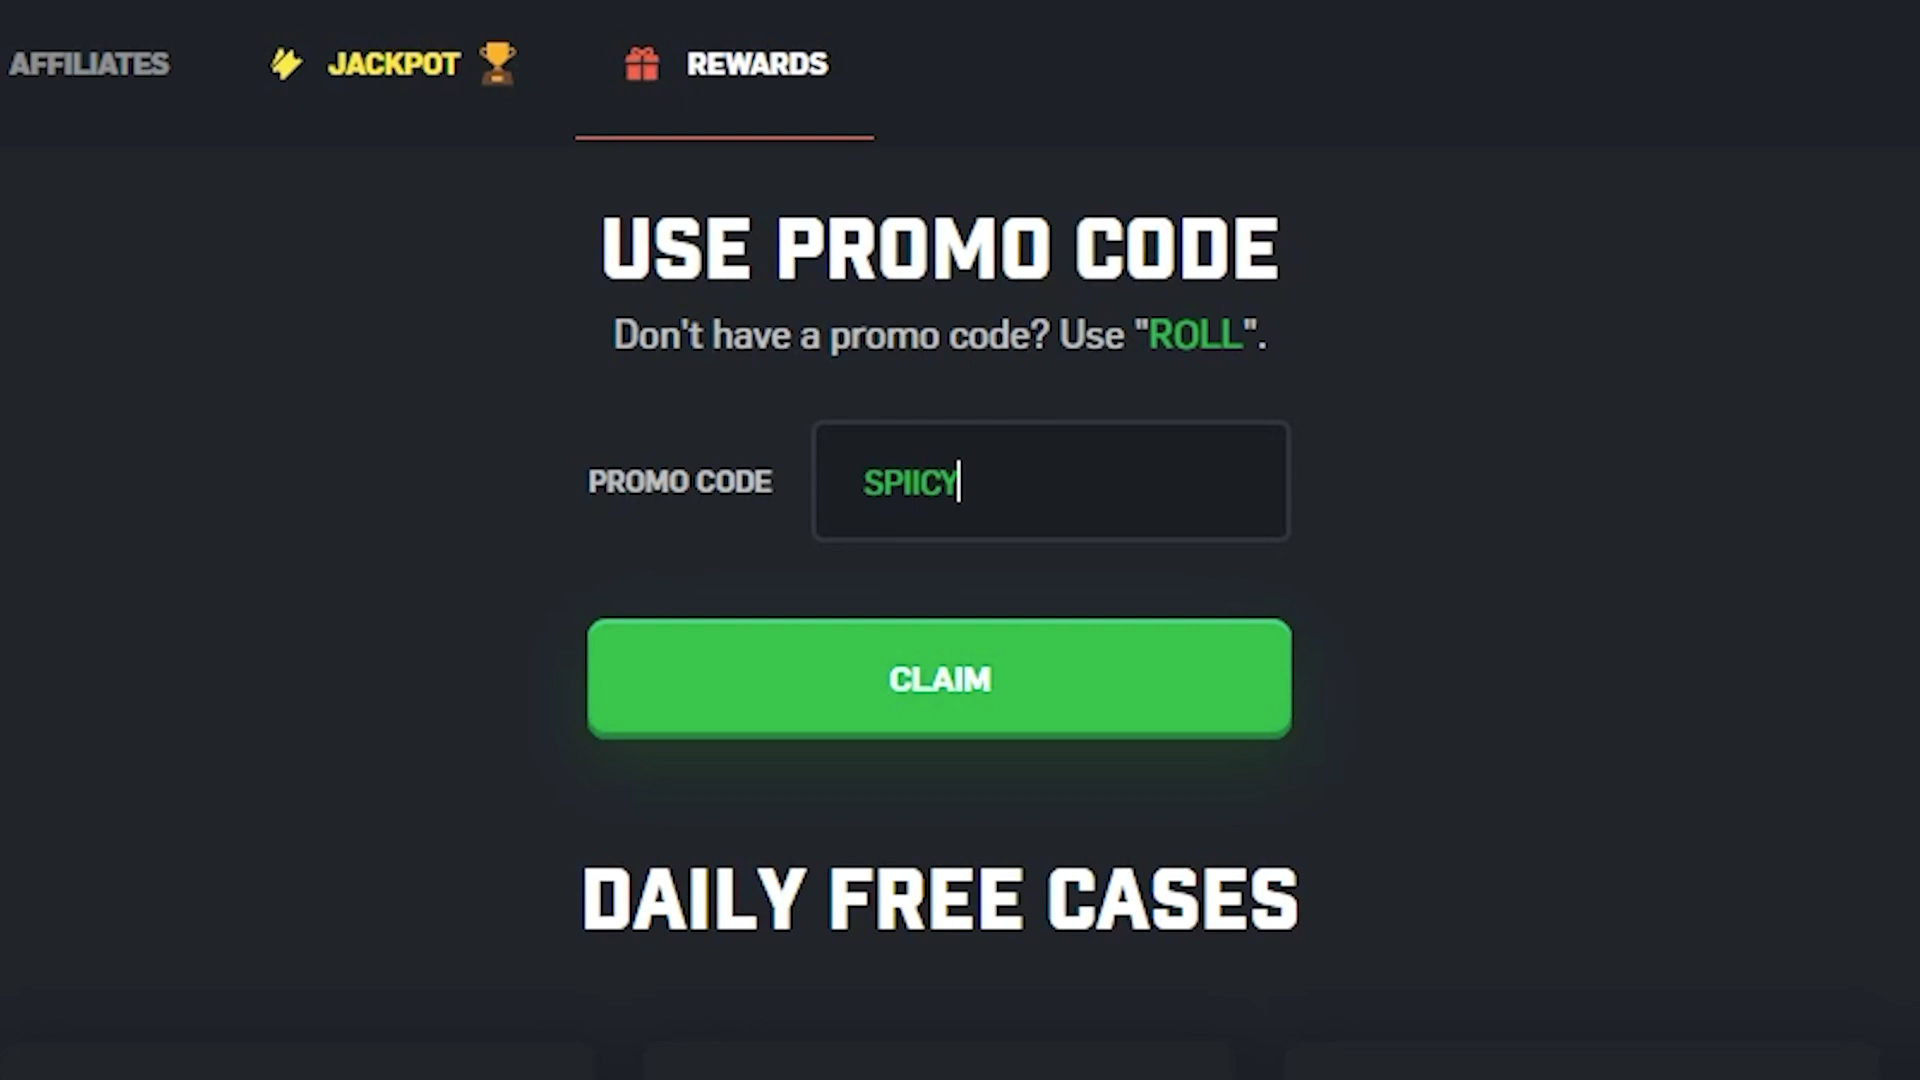 AFFILIATES JACKPOT REWARDS
USE PROMO CODE
Don't have a promo code? Use "ROLL".
PROMO CODE SPIICY
CLAIM
DAILY FREE CASES